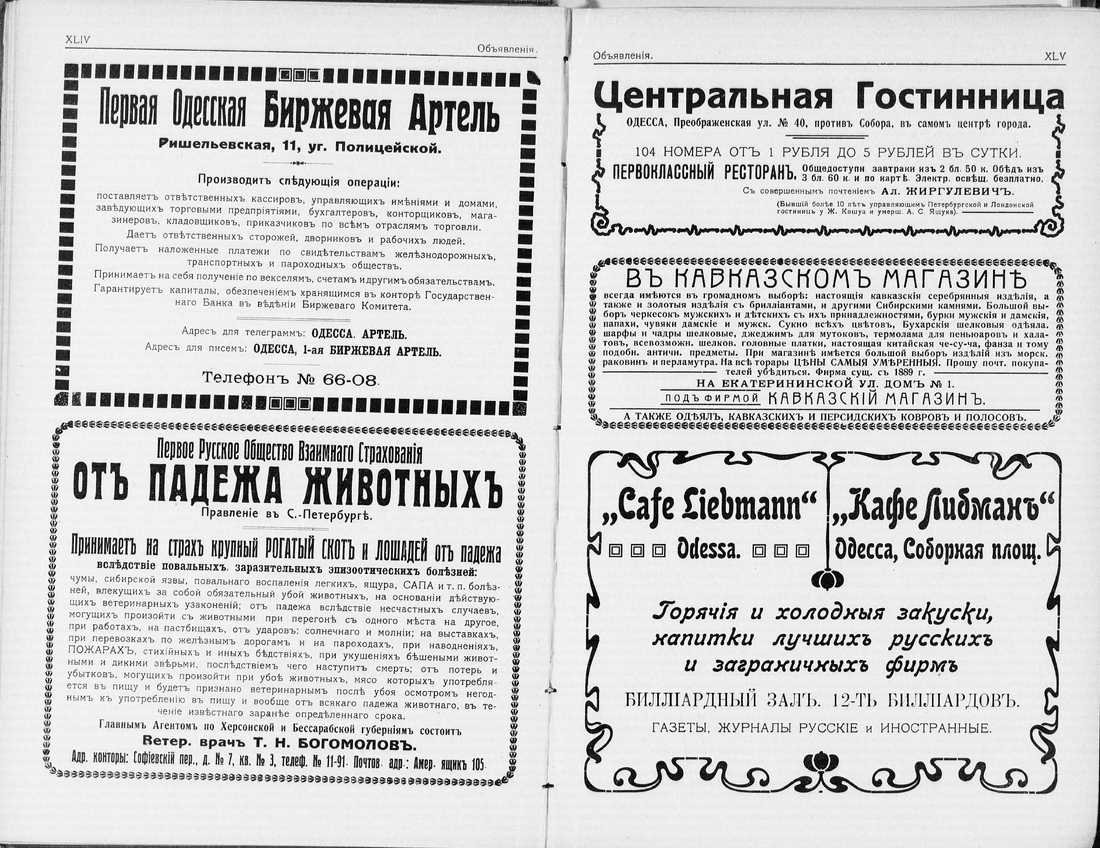 XLIV
Объявленія.
Первая Одесская Биржевая Артель
Ришельевская, 11, уг. Полицейской.
Производитъ слѣдующія операціи:
поставляетъ отвѣтственныхъ кассировъ, управляющихъ имѣніями и домами,
завѣдующихъ торговыми предпріятіями, бухгалтеровъ, конторщиковъ, мага-
зинеровъ, кладовщиковъ, приказчиковъ по всѣмъ отраслямъ торговли.
Даетъ отвѣтственныхъ сторожей, дворниковъ и рабочихъ людей.
Получаетъ наложенные платежи по свидѣтельствамъ желѣзнодорожныхъ,
транспортныхъ и пароходныхъ обществъ.
Принимаетъ на себя полученіе по векселямъ, счетамъ и другимъ обязательствамъ.
Гарантируетъ капиталы, обезпеченіемъ хранящимся въ конторѣ Государствен-
наго Банка въ вѣдѣніи Биржеваго Комитета.
Адресъ для телеграммъ: ОДЕССА. АРТЕЛЬ.
Адресъ для писемъ: ОДЕССА, 1-ая БИРЖЕВАЯ АРТЕЛЬ.
Телефонъ № 66-08.
Первое Русское Общество Взаимнаго Страхованія
ОТЪ ПАДЕЖА ЖИВОТНЫХЪ
Правленіе въ С.-Петербургѣ.
Принимаетъ на страхъ крупный РОГАТЫЙ СКОТЪ и ЛОШАДЕЙ отъ падежа
вслѣдствіе повальныхъ, заразительныхъ эпизоотическихъ болѣзней:
чумы, сибирской язвы, повальнаго воспаленія легкихъ, ящура, САПА и т. п. болѣз-
ней, влекущихъ за собой обязательный убой животныхъ, на основаніи дѣйствую-
щихъ ветеринарныхъ узаконеній; отъ падежа вслѣдствіе несчастныхъ случаевъ,
могущихъ произойти съ животными при перегонѣ съ одного мѣста на другое,
при работахъ, на пастбищахъ, отъ ударовъ: солнечнаго и молніи; на выставкахъ,
при перевозкахъ по желѣзнымъ дорогамъ и на пароходахъ, при наводненіяхъ,
ПОЖАРАХЪ, стихійныхъ и иныхъ бѣдствіяхъ, при укушеніяхъ бѣшеными живот-
ными и дикими звѣрьми, послѣдствіемъ чего наступитъ смерть; отъ потерь и
убытковъ, могущихъ произойти при убоѣ животныхъ, мясо которыхъ употребля-
ется въ пищу и будетъ признано ветеринарнымъ послѣ убоя осмотромъ негод-
нымъ къ употребленію въ пищу и вообще отъ всякаго падежа животнаго, въ те-
ченіе извѣстнаго заранѣе опредѣленнаго срока.
Главнымъ Агентомъ по Херсонской и Бессарабской губерніямъ состоитъ
Ветер. врачъ Т. Н. БОГОМОЛОВЪ.
Адр. конторы: Софіевскій пер., д. № 7, кв. № 3, телеф. № 11-91. Почтов. адр.: Амер. ящикъ 105.
Объявленія.
XLV
Центральная Гостинница
ОДЕССА, Преображенская ул. № 40, противъ Собора, въ самомъ центрѣ города.
104 НОМЕРА ОТЪ 1 РУБЛЯ ДО 5 РУБЛЕЙ ВЪ СУТКИ.
ПЕРВОКЛАССНЫЙ РЕСТОРАНЪ. Общедоступн завтраки изъ 2 бл. 50 к. Обѣдъ изъ
3 бл. 60 к. и по картѣ. Электр. освѣщ. безплатно.
Съ совершеннымъ почтеніемъ Ал. ЖИРГУЛЕВИЧЪ.
(Бывшій болѣе 10 лѣтъ управляющимъ Петербургской и Лондонской
гостиницъ у Ж. Кошуа и умерш. А. С. Ящука).
ВЪ КАВКАЗСКОМЪ МАГАЗИНѢ
всегда имѣются въ громадномъ выборѣ: настоящія кавказскія серебрянныя издѣлія, а
также и золотыя издѣлія съ брилліантами, и другими Сибирскими камнями. Большой вы-
боръ черкесокъ мужскихъ и дѣтскихъ съ ихъ принадлежностями, бурки мужскія и дамскія,
папахи, чувяки дамскіе и мужск. Сукно всѣхъ цвѣтовъ, Бухарскія шелковыя одѣяла.
шарфы и чадры шелковые, джеджимъ для мутоковъ, термолама для пеньюаровъ и хала-
товъ, всевозможн. шелков. головные платки, настоящая китайская че-су-ча, фанза и тому
подобн. античн. предметы. При магазинѣ имѣется большой выборъ издѣлій изъ морск.
раковинъ и перламутра. На всѣ торары ЦѢНЫ САМЫЯ УМѢРЕННЫЯ. Прошу почт. покупа-
телей убѣдиться. Фирма сущ. съ 1889 г.
НА ЕКАТЕРИНИНСКОЙ УЛ. ДОМЪ № 1.
ПОДЪ ФИРМОЙ КАВКАЗСКІЙ МАГАЗИНЪ.
А ТАКЖЕ ОДѢЯЛЪ, КАВКАЗСКИХЪ И ПЕРСИДСКИХЪ КОВРОВЪ И ПОЛОСОВЪ.
„Cafe Liebmann“
Odessa.
„Кафе Либманъ“
Одесса, Соборная площ.
Горячія и холодныя закуски,
напитки лучшихъ русскихъ
и заграничныхъ фирмъ
БИЛЛІАРДНЫЙ ЗАЛЪ. 12-ТЬ БИЛЛІАРДОВЪ.
ГАЗЕТЫ, ЖУРНАЛЫ РУССКІЕ и ИНОСТРАННЫЕ.